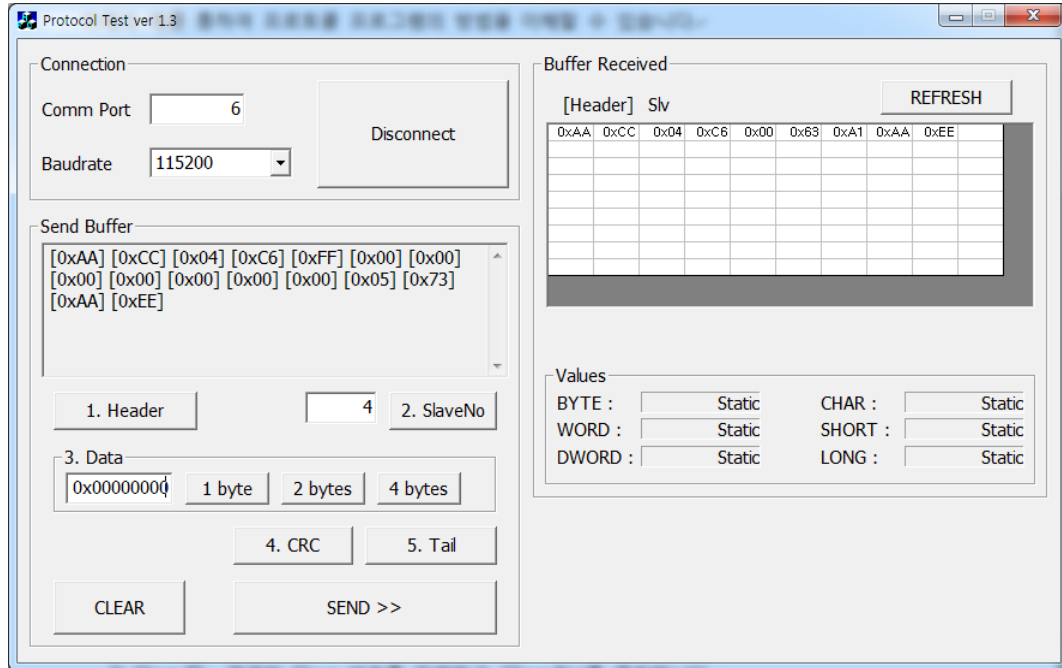 Protocol Test ver 1.3
Connection
Comm Port 6
Baudrate 115200
Disconnect
Send Buffer
[0xAA] [0xCC] [0x04] [0xC6] [0xFF] [0x00] [0x00]
[0x00] [0x00] [0x00] [0x00] [0x00] [0x05] [0x73]
[0xAA] [0xEE]
1. Header
4
2. SlaveNo
3. Data
0x00000000
1 byte
2 bytes
4 bytes
4. CRC
5. Tail
CLEAR
SEND >>
Buffer Received
[Header] Slv
REFRESH
0xAA 0xCC 0x04 0xC6 0x00 0x63 0xA1 0xAA 0xEE
Values
BYTE : Static CHAR : Static
WORD : Static SHORT : Static
DWORD : Static LONG : Static